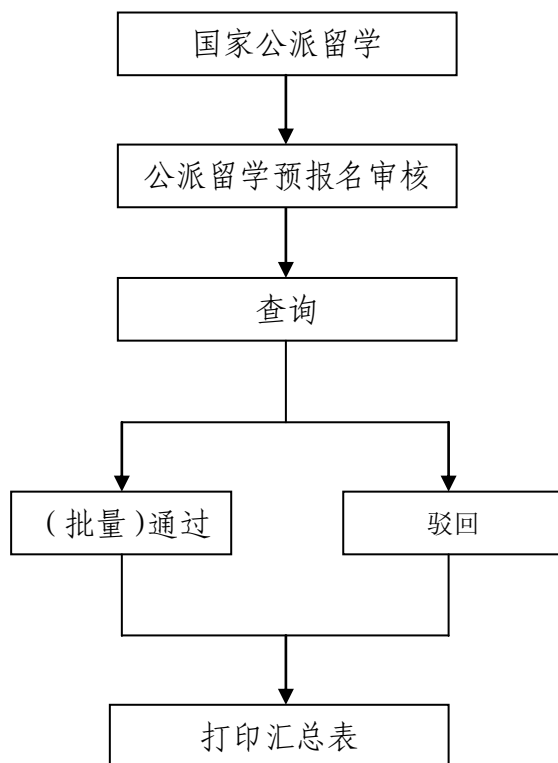 国家公派留学
公派留学预报名审核
查询
（批量）通过
驳回
打印汇总表